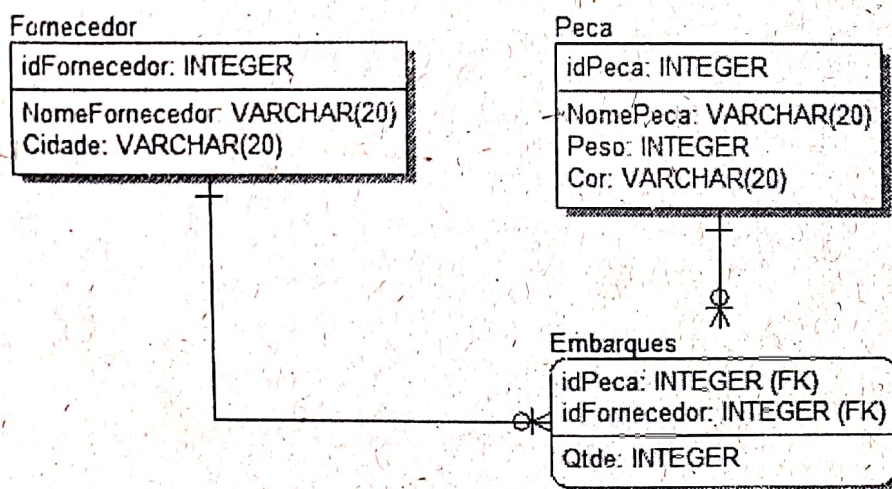 Fornecedor
idFornecedor: INTEGER
NomeFornecedor: VARCHAR(20)
Cidade: VARCHAR(20)
Peca
idPeca: INTEGER
NomePeca: VARCHAR(20)
Peso: INTEGER
Cor: VARCHAR(20)
Embarques
idPeca: INTEGER (FK)
idFornecedor: INTEGER (FK)
Qtde: INTEGER